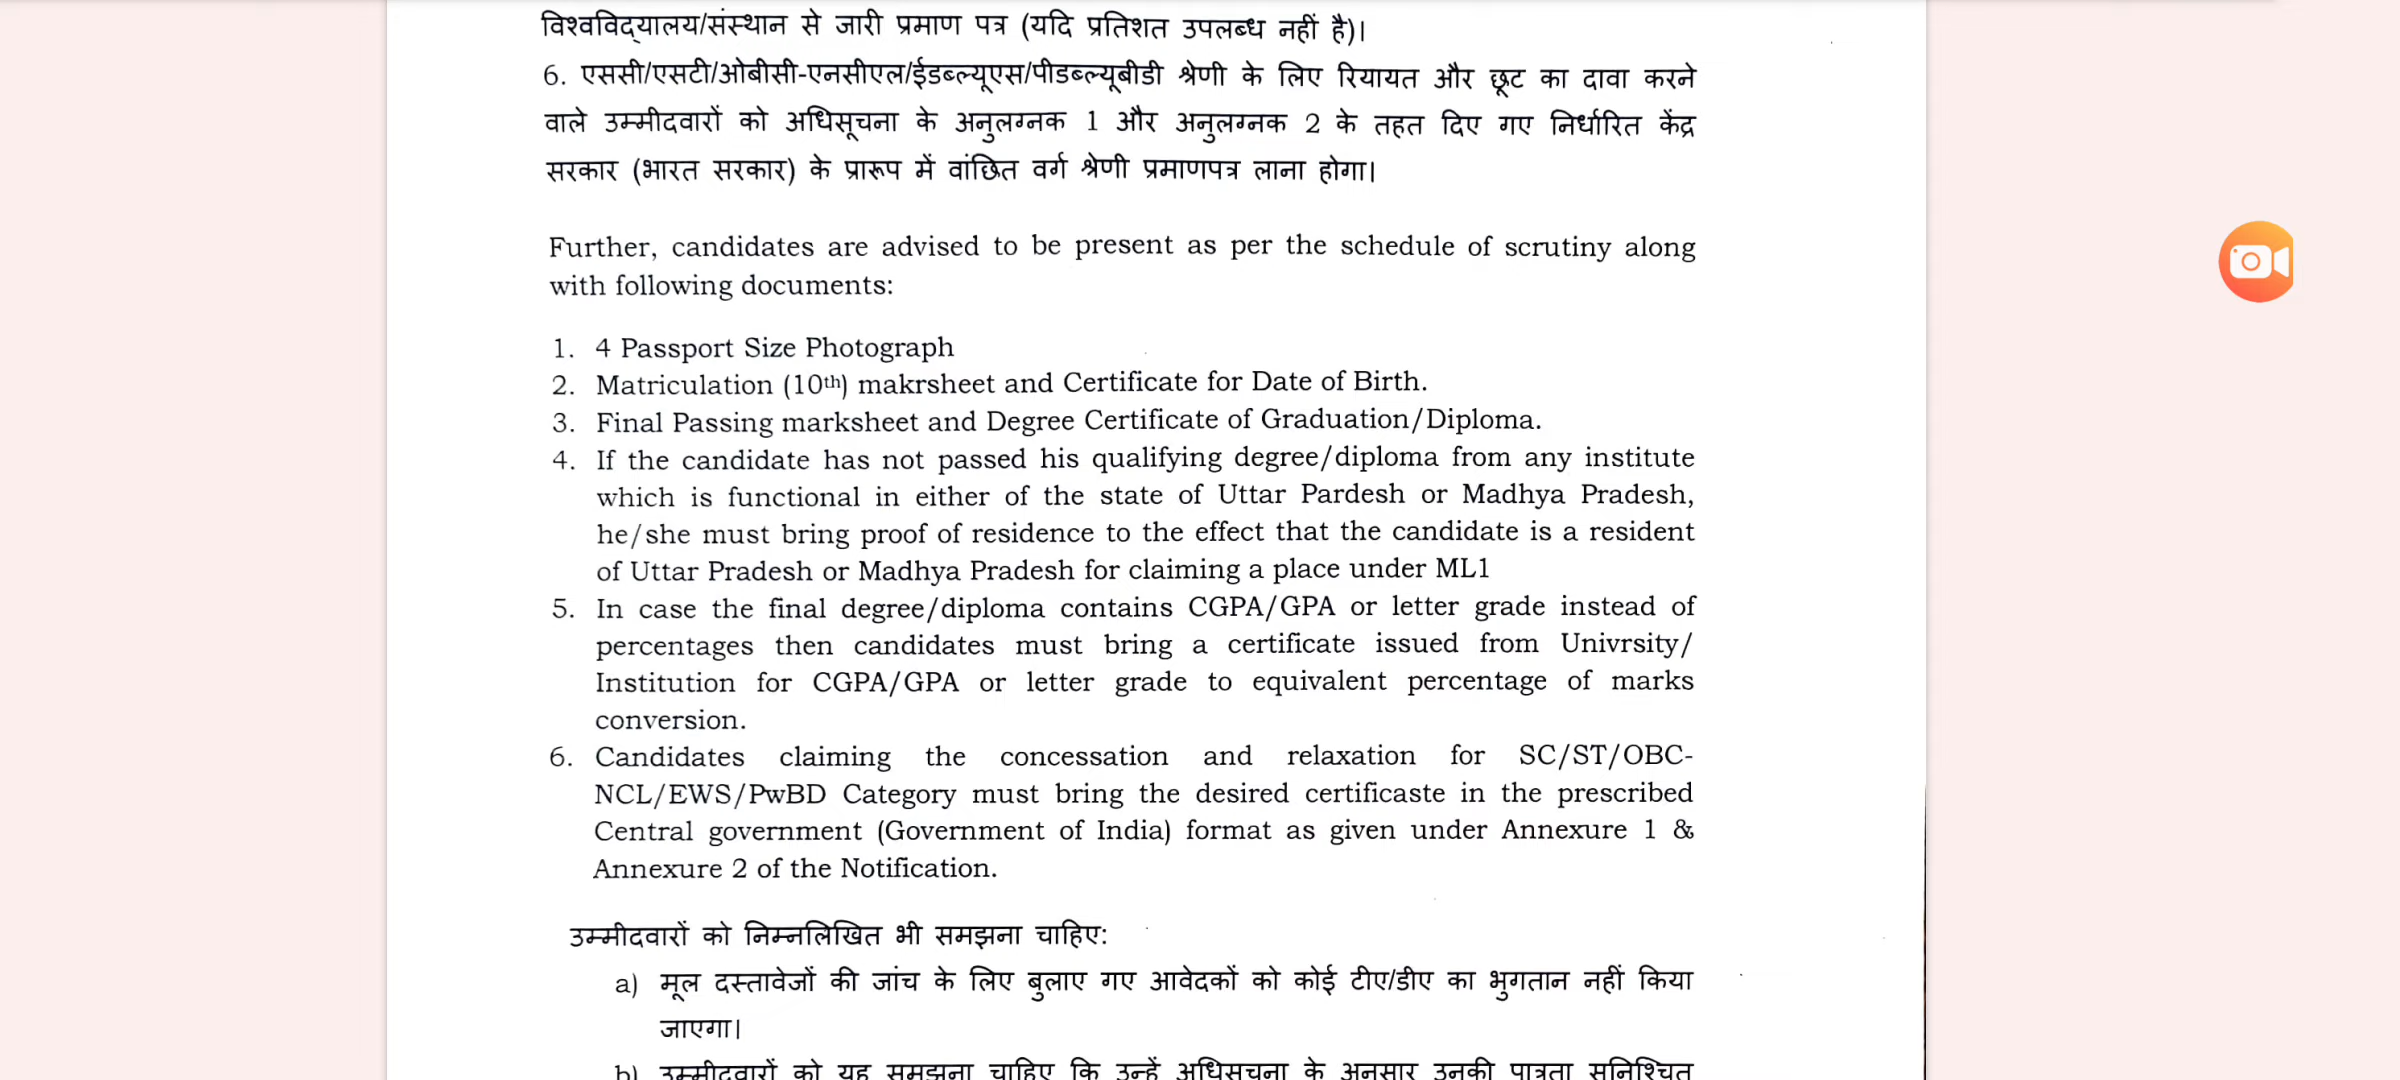 विश्वविद्यालय/संस्थान से जारी प्रमाण पत्र (यदि प्रतिशत उपलब्ध नहीं है)।
6. एससी/एसटी/ओबीसी-एनसीएल/ईडब्ल्यूएस/पीडब्ल्यूबीडी श्रेणी के लिए रियायत और छूट का दावा करने
वाले उम्मीदवारों को अधिसूचना के अनुलग्नक 1 और अनुलग्नक 2 के तहत दिए गए निर्धारित केंद्र
सरकार (भारत सरकार) के प्रारूप में वांछित वर्ग श्रेणी प्रमाणपत्र लाना होगा।
Further, candidates are advised to be present as per the schedule of scrutiny along
with following documents:
1. 4 Passport Size Photograph
2. Matriculation (10th) makrsheet and Certificate for Date of Birth.
3. Final Passing marksheet and Degree Certificate of Graduation/Diploma.
4. If the candidate has not passed his qualifying degree/diploma from any institute
which is functional in either of the state of Uttar Pardesh or Madhya Pradesh,
he/she must bring proof of residence to the effect that the candidate is a resident
of Uttar Pradesh or Madhya Pradesh for claiming a place under ML1
5. In case the final degree/diploma contains CGPA/GPA or letter grade instead of
percentages then candidates must bring a certificate issued from Univrsity/
Institution for CGPA/GPA or letter grade to equivalent percentage of marks
conversion.
6. Candidates claiming the concessation and relaxation for SC/ST/OBC-
NCL/EWS/PwBD Category must bring the desired certificaste in the prescribed
Central government (Government of India) format as given under Annexure 1 &
Annexure 2 of the Notification.
उम्मीदवारों को निम्नलिखित भी समझना चाहिए:
a) मूल दस्तावेजों की जांच के लिए बुलाए गए आवेदकों को कोई टीए/डीए का भुगतान नहीं किया
जाएगा।
b) उम्मीदवारों को यह समझना चाहिए कि उन्हें अधिसूचना के अनुसार उनकी पात्रता सुनिश्चित